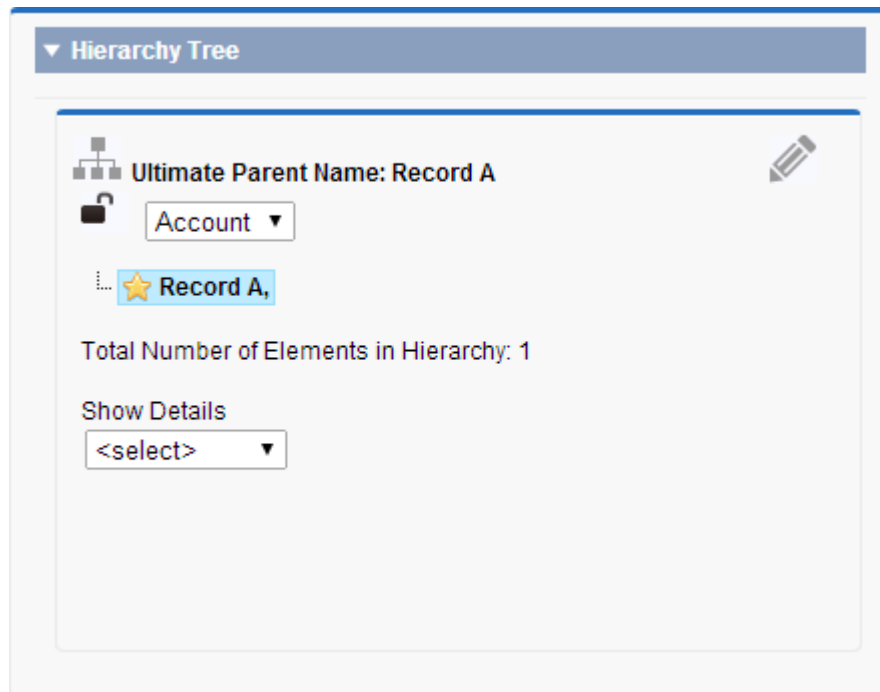 Hierarchy Tree
Ultimate Parent Name: Record A
Account
Record A,
Total Number of Elements in Hierarchy: 1
Show Details
<select>